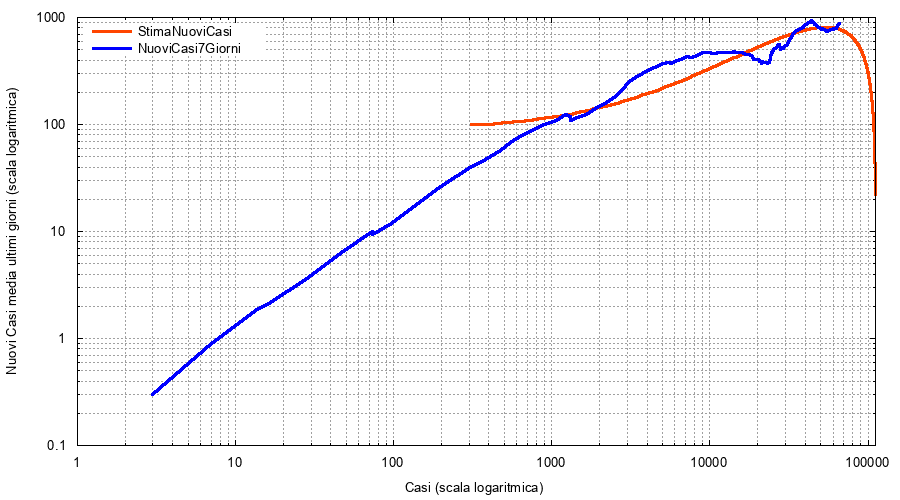 1000
100
10
1
0.1
Nuovi Casi media ultimi giorni (scala logaritmica)
StimaNuoviCasi
NuoviCasi7Giorni
1 10 100 1000 10000 100000
Casi (scala logaritmica)